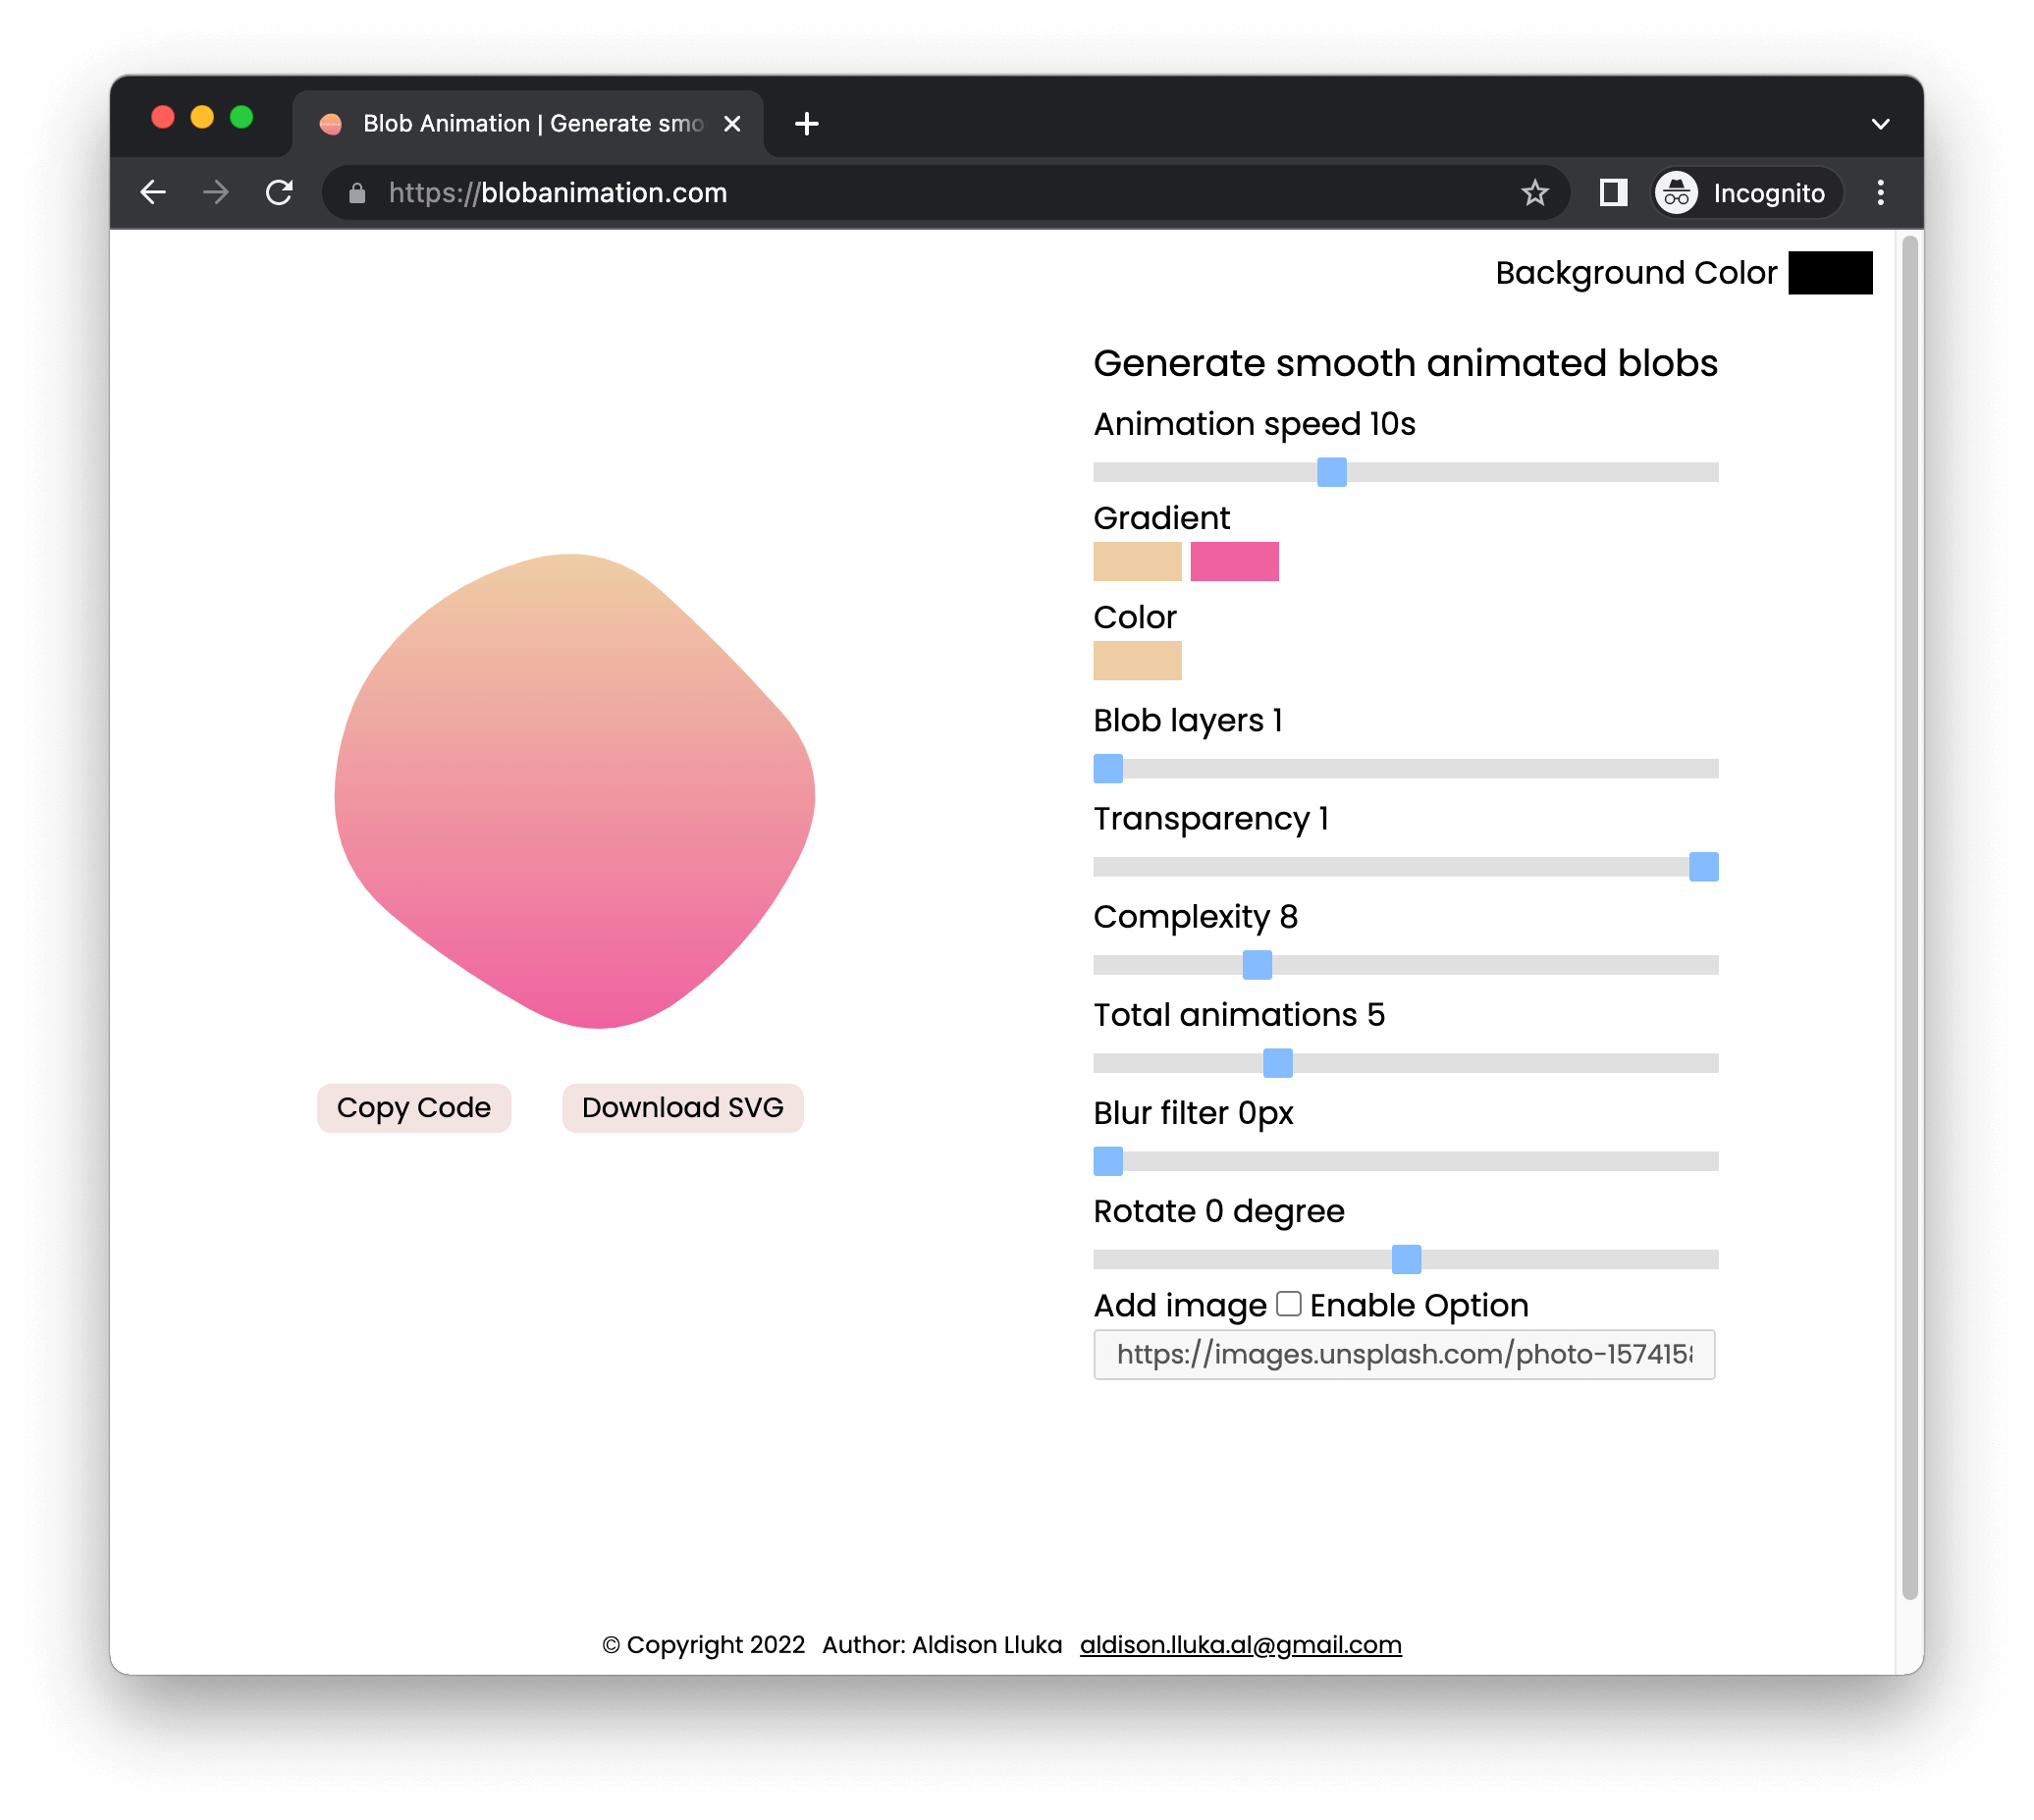 Blob Animation | Generate smo
https://blobanimation.com
Incognito
Background Color
Generate smooth animated blobs
Animation speed 10s
Gradient
Color
Blob layers 1
Transparency 1
Complexity 8
Total animations 5
Blur filter 0px
Rotate 0 degree
Add image Enable Option
https://images.unsplash.com/photo-1574158
Copy Code Download SVG
© Copyright 2022 Author: Aldison Lluka aldison.lluka.al@gmail.com